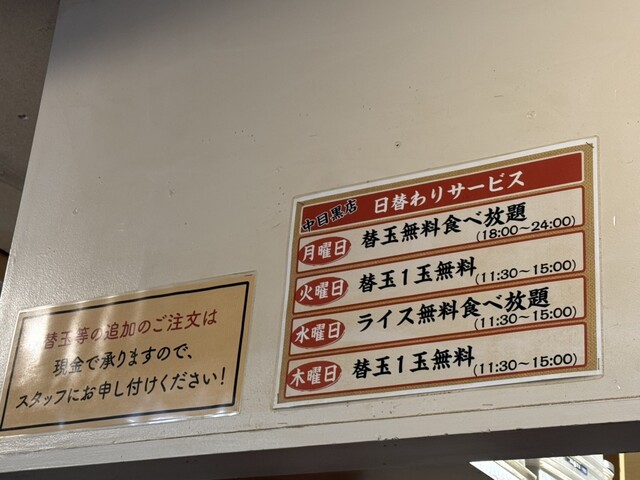 中目黒店 日替わりサービス
月曜日 替玉無料食べ放題
(18:00〜24:00)
火曜日 替玉1玉無料(11:30〜15:00)
水曜日 ライス無料食べ放題
(11:30〜15:00)
木曜日 替玉1玉無料(11:30〜15:00)
替玉等の追加のご注文は
現金で承りますので、
スタッフにお申し付けください!